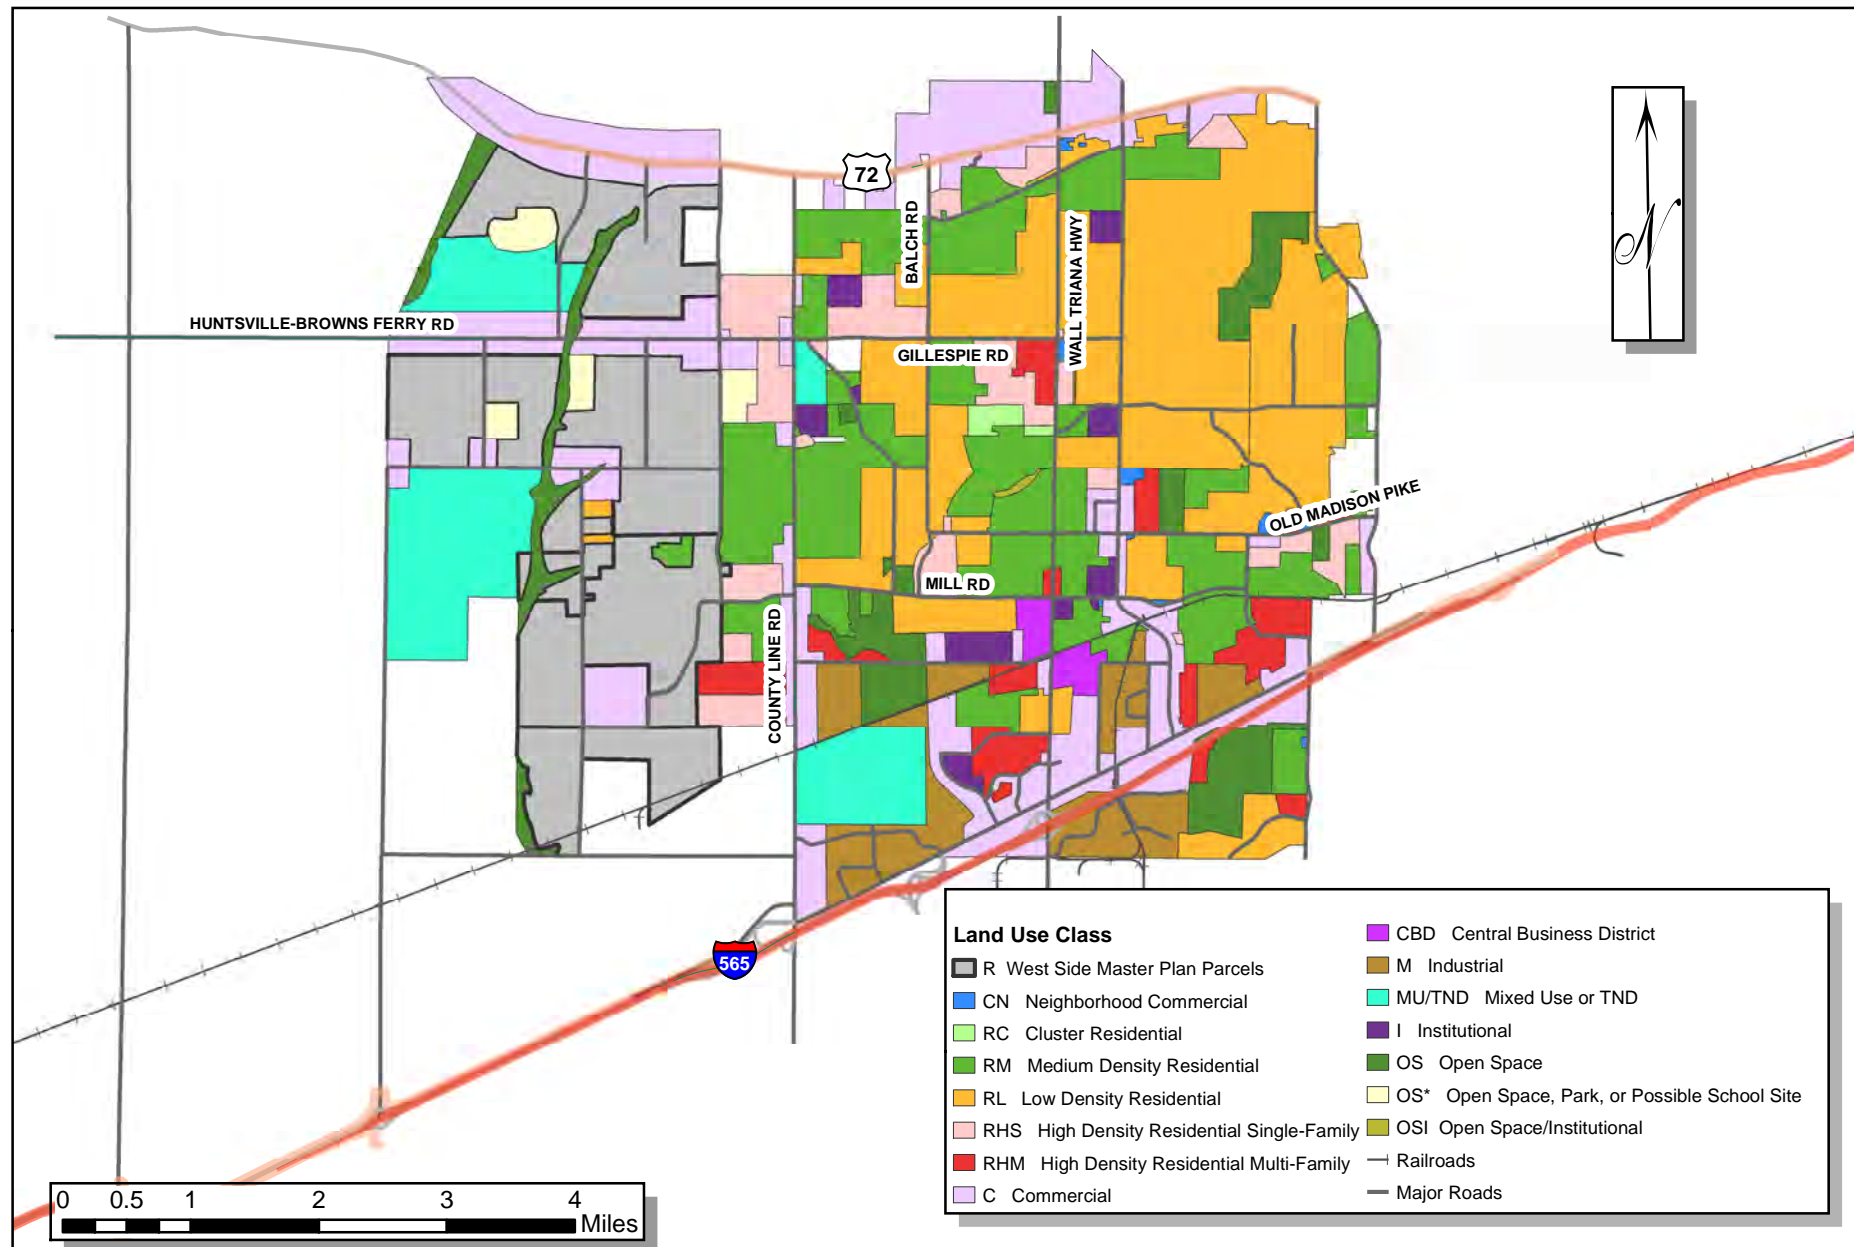 72
BALCH RD
WALL TRIANA HWY
N
HUNTSVILLE-BROWNS FERRY RD
GILLESPIE RD
OLD MADISON PIKE
MILL RD
COUNTY LINE RD
565
Land Use Class
R West Side Master Plan Parcels
CN Neighborhood Commercial
RC Cluster Residential
RM Medium Density Residential
RL Low Density Residential
RHS High Density Residential Single-Family
RHM High Density Residential Multi-Family
C Commercial
CBD Central Business District
M Industrial
MU/TND Mixed Use or TND
I Institutional
OS Open Space
OS* Open Space, Park, or Possible School Site
OSI Open Space/Institutional
Railroads
Major Roads
0 0.5 1 2 3 4
Miles